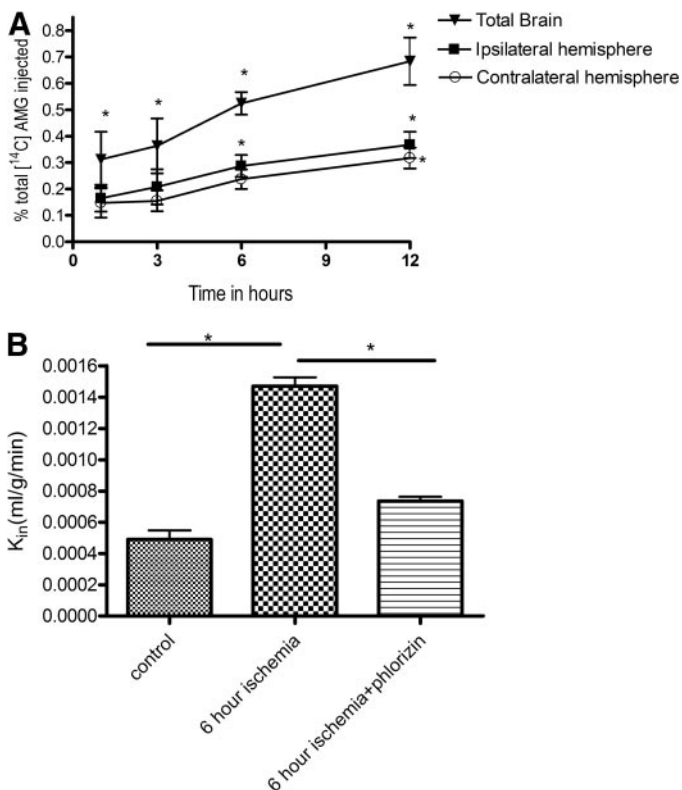 A
% total [¹⁴C] AMG injected
0.8
0.7
0.6
0.5
0.4
0.3
0.2
0.1
0.0
* * * * * * *
0 3 6 9 12
Time in hours
Total Brain
Ipsilateral hemisphere
Contralateral hemisphere
B
* *
Kin(ml/g/min)
0.0016
0.0014
0.0012
0.0010
0.0008
0.0006
0.0004
0.0002
0.0000
control
6 hour ischemia
6 hour ischemia+phlorizin